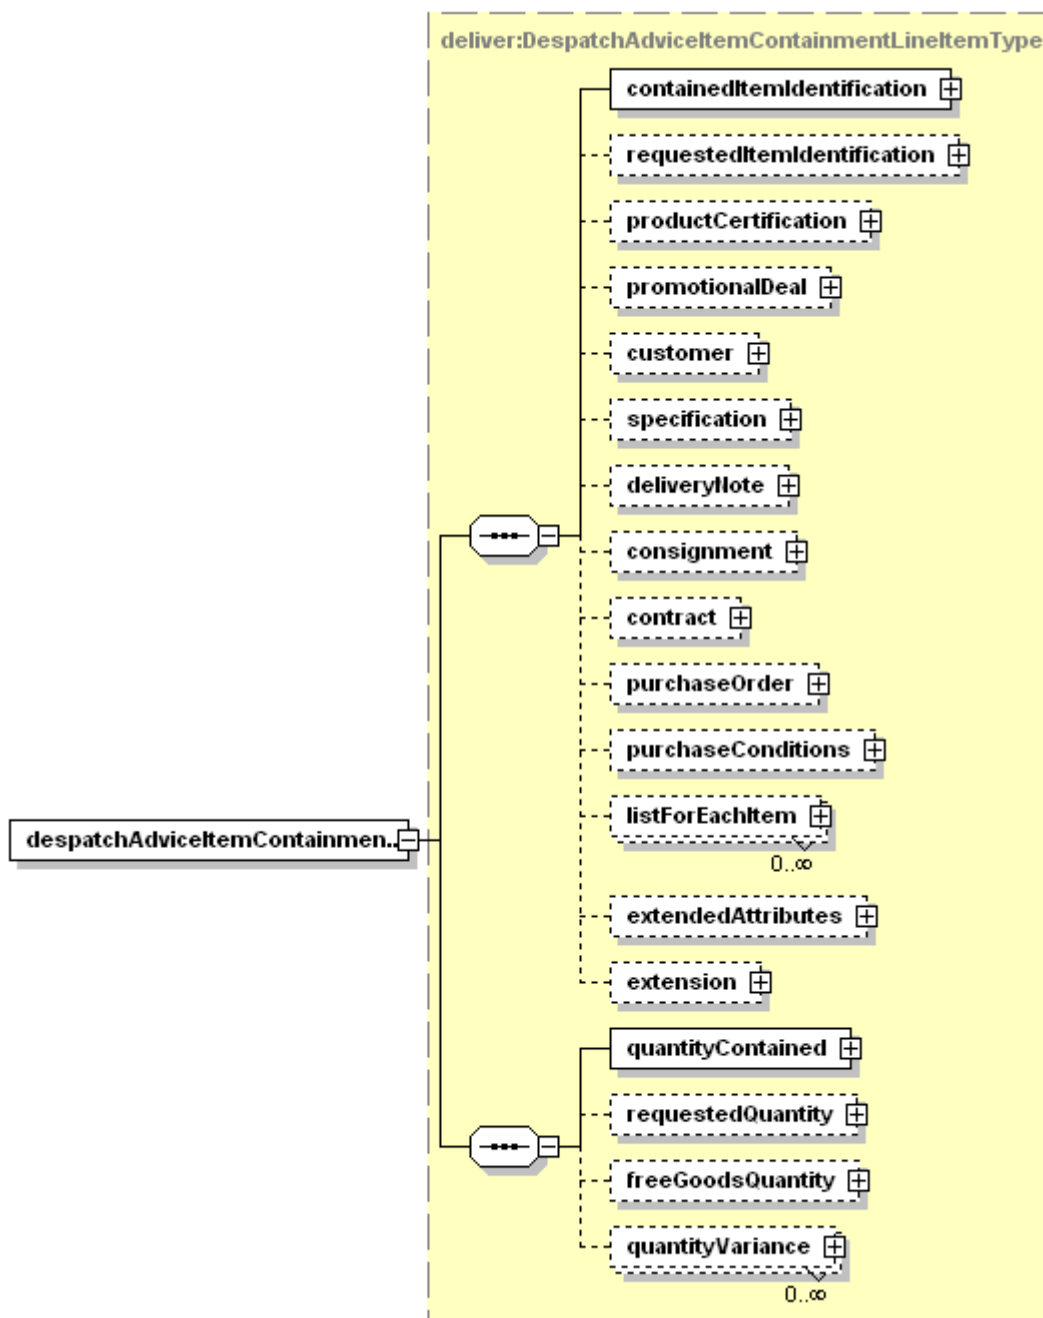 deliver:DespatchAdviceItemContainmentLineItemType
containedItemIdentification
requestedItemIdentification
productCertification
promotionalDeal
customer
specification
deliveryNote
consignment
contract
purchaseOrder
purchaseConditions
despatchAdviceItemContainmen...
listForEachItem
0..∞
extendedAttributes
extension
quantityContained
requestedQuantity
freeGoodsQuantity
quantityVariance
0..∞